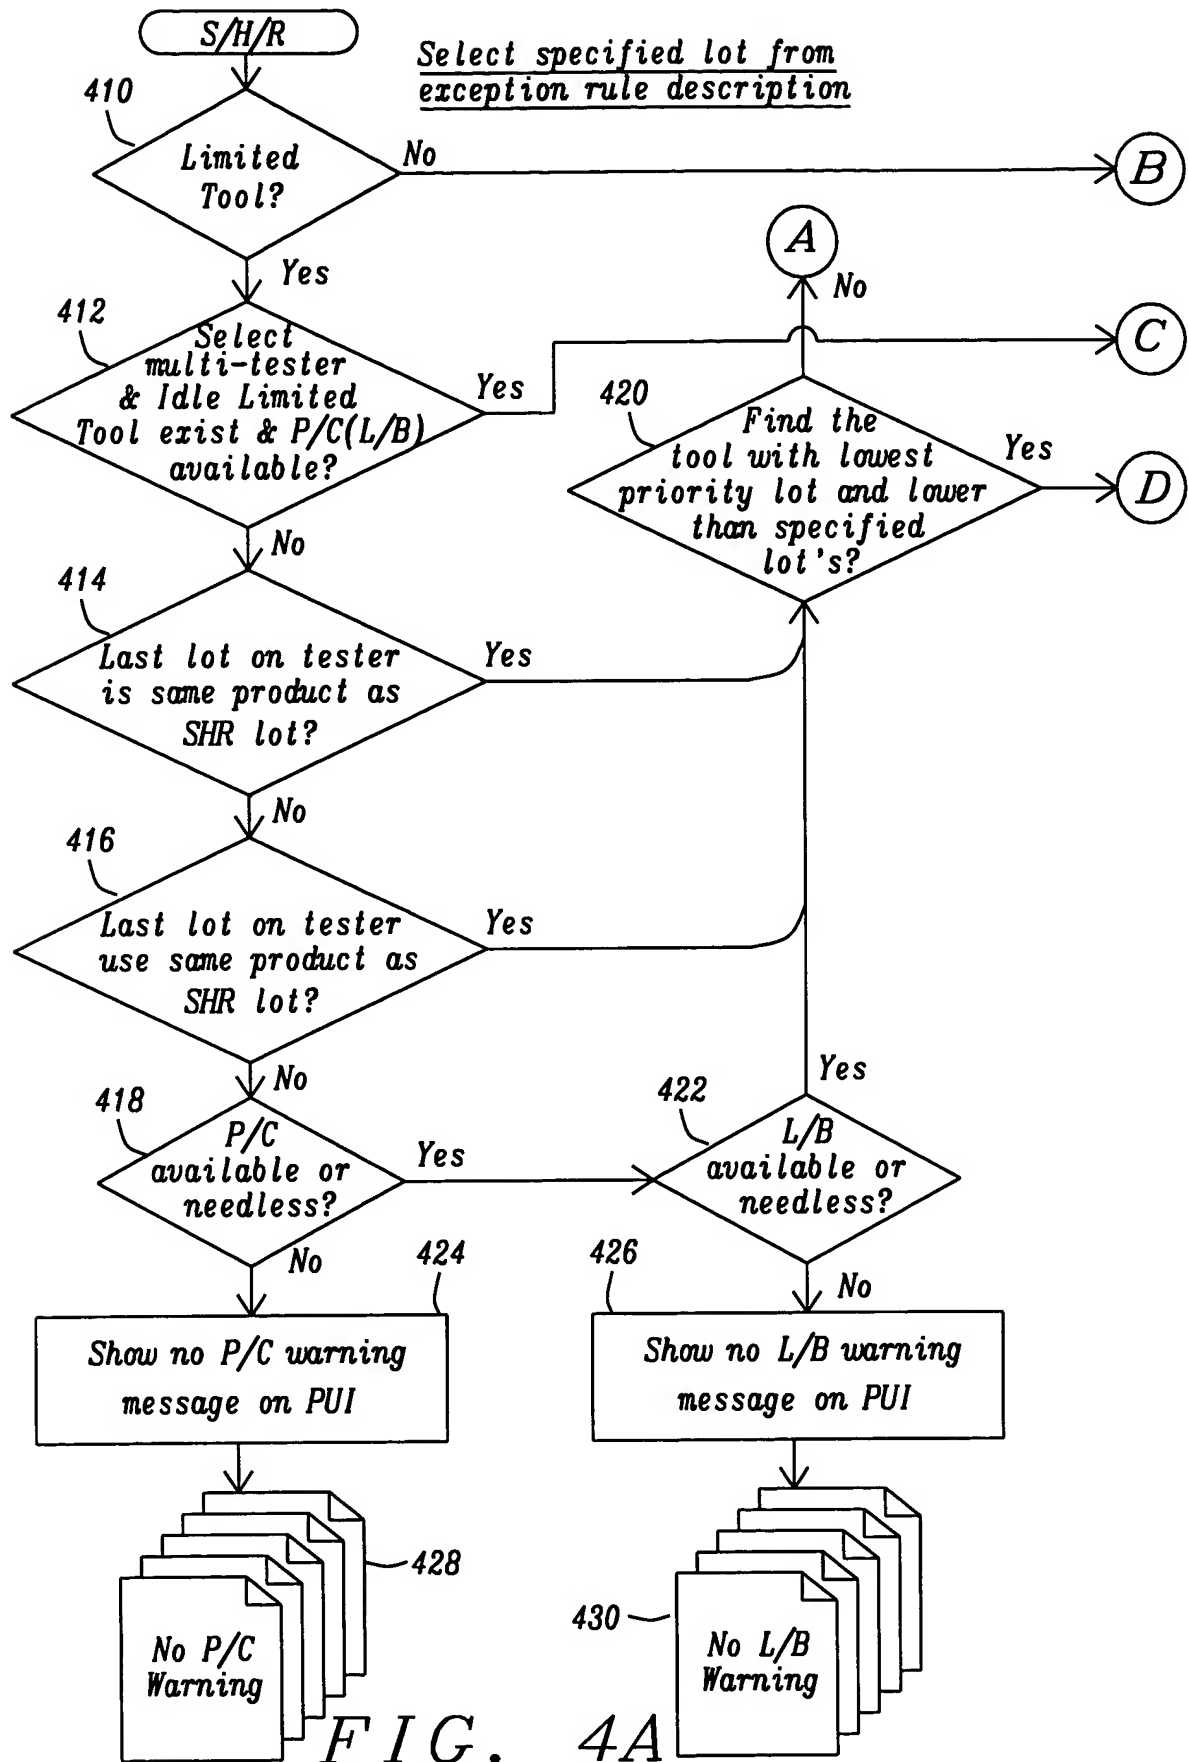 S/H/R
Select specified lot from
exception rule description
410
Limited
Tool?
No
B
Yes
A
No
412
Select
multi-tester
& Idle Limited
Tool exist & P/C(L/B)
available?
Yes
C
420
Find the
tool with lowest
priority lot and lower
than specified
lot's?
Yes
D
No
414
Last lot on tester
is same product as
SHR lot?
Yes
No
416
Last lot on tester
use same product as
SHR lot?
Yes
No
418
P/C
available or
needless?
Yes
422
L/B
available or
needless?
Yes
No
424
Show no P/C warning
message on PUI
No
426
Show no L/B warning
message on PUI
428
No P/C
Warning
430
No L/B
Warning
FIG. 4A